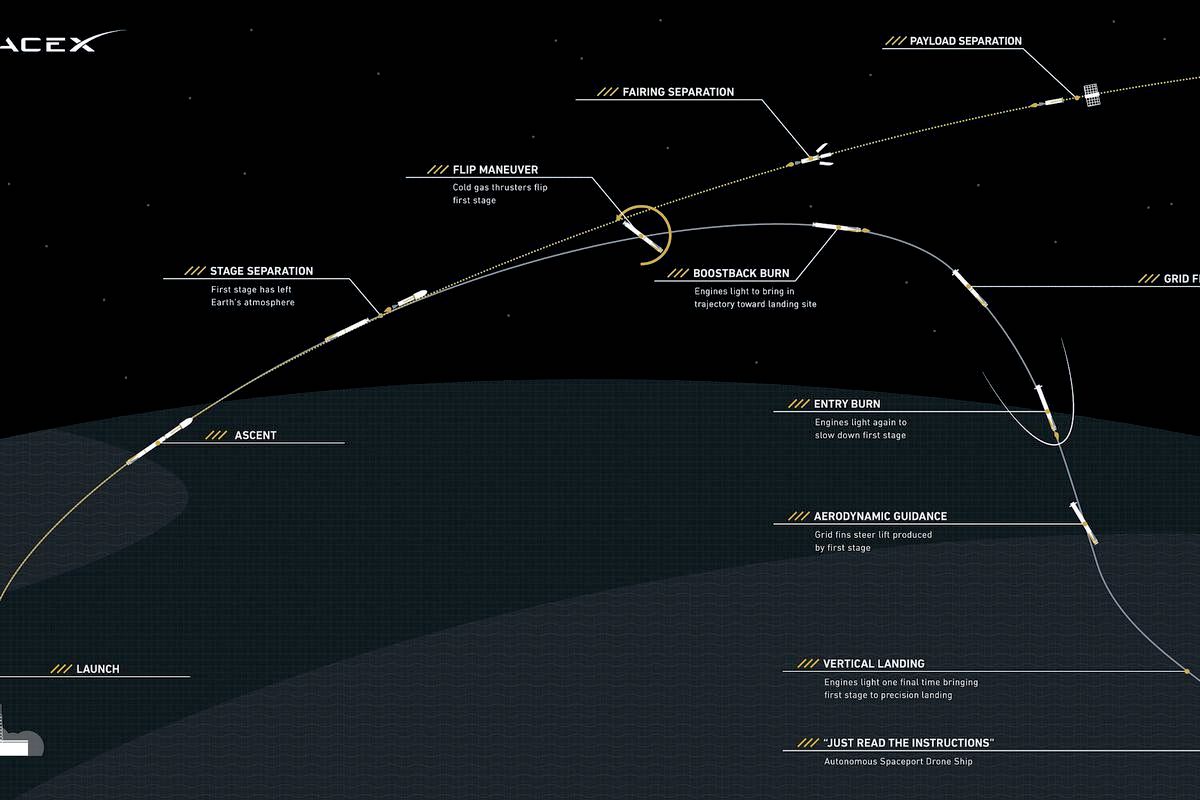 ACEX
/// PAYLOAD SEPARATION
/// FAIRING SEPARATION
/// FLIP MANEUVER
Cold gas thrusters flip
first stage
/// STAGE SEPARATION
First stage has left
Earth's atmosphere
/// BOOSTBACK BURN
Engines light to bring in
trajectory toward landing site
/// GRID F
/// ENTRY BURN
Engines light again to
slow down first stage
/// ASCENT
/// AERODYNAMIC GUIDANCE
Grid fins steer lift produced
by first stage
/// LAUNCH
/// VERTICAL LANDING
Engines light one final time bringing
first stage to precision landing
/// "JUST READ THE INSTRUCTIONS"
Autonomous Spaceport Drone Ship